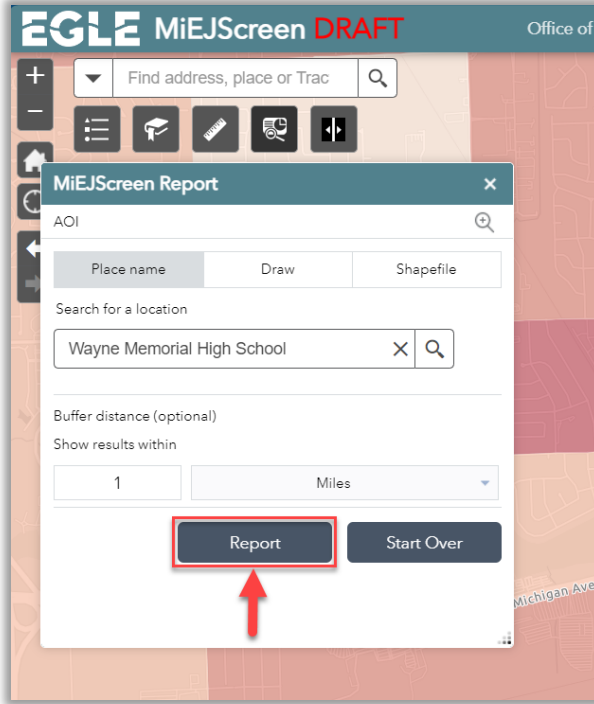 EGLE MiEJScreen DRAFT Office of
Find address, place or Trac
MiEJScreen Report
AOI
Place name Draw Shapefile
Search for a location
Wayne Memorial High School
Buffer distance (optional)
Show results within
1 Miles
Report Start Over
Michigan Ave